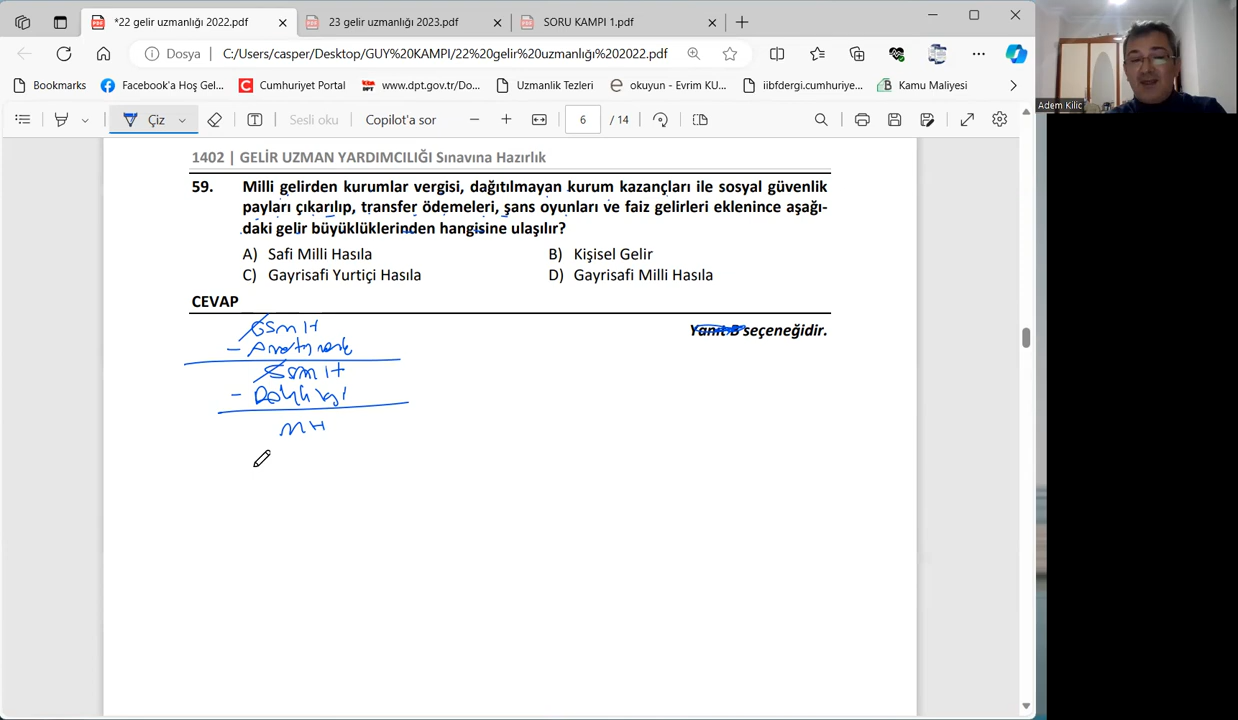 *22 gelir uzmanlığı 2022.pdf
23 gelir uzmanlığı 2023.pdf
SORU KAMPI 1.pdf
Dosya
C:/Users/casper/Desktop/GUY%20KAMPI/22%20gelir%20uzmanlığı%202022.pdf
Bookmarks
Facebook'a Hoş Gel...
Cumhuriyet Portal
www.dpt.gov.tr/Do...
Uzmanlik Tezleri
okuyun - Evrim KU...
iibfdergi.cumhuriye...
Kamu Maliyesi
Adem Kilic
Çiz
Sesli oku
Copilot'a sor
6 / 14
1402 | GELİR UZMAN YARDIMCILIĞI Sınavına Hazırlık
59. Milli gelirden kurumlar vergisi, dağıtılmayan kurum kazançları ile sosyal güvenlik
payları çıkarılıp, transfer ödemeleri, şans oyunları ve faiz gelirleri eklenince aşağı-
daki gelir büyüklüklerinden hangisine ulaşılır?
A) Safi Milli Hasıla
B) Kişisel Gelir
C) Gayrisafi Yurtiçi Hasıla
D) Gayrisafi Milli Hasıla
CEVAP
Yanıt B seçeneğidir.
GSMH
-
SMH
-
MH